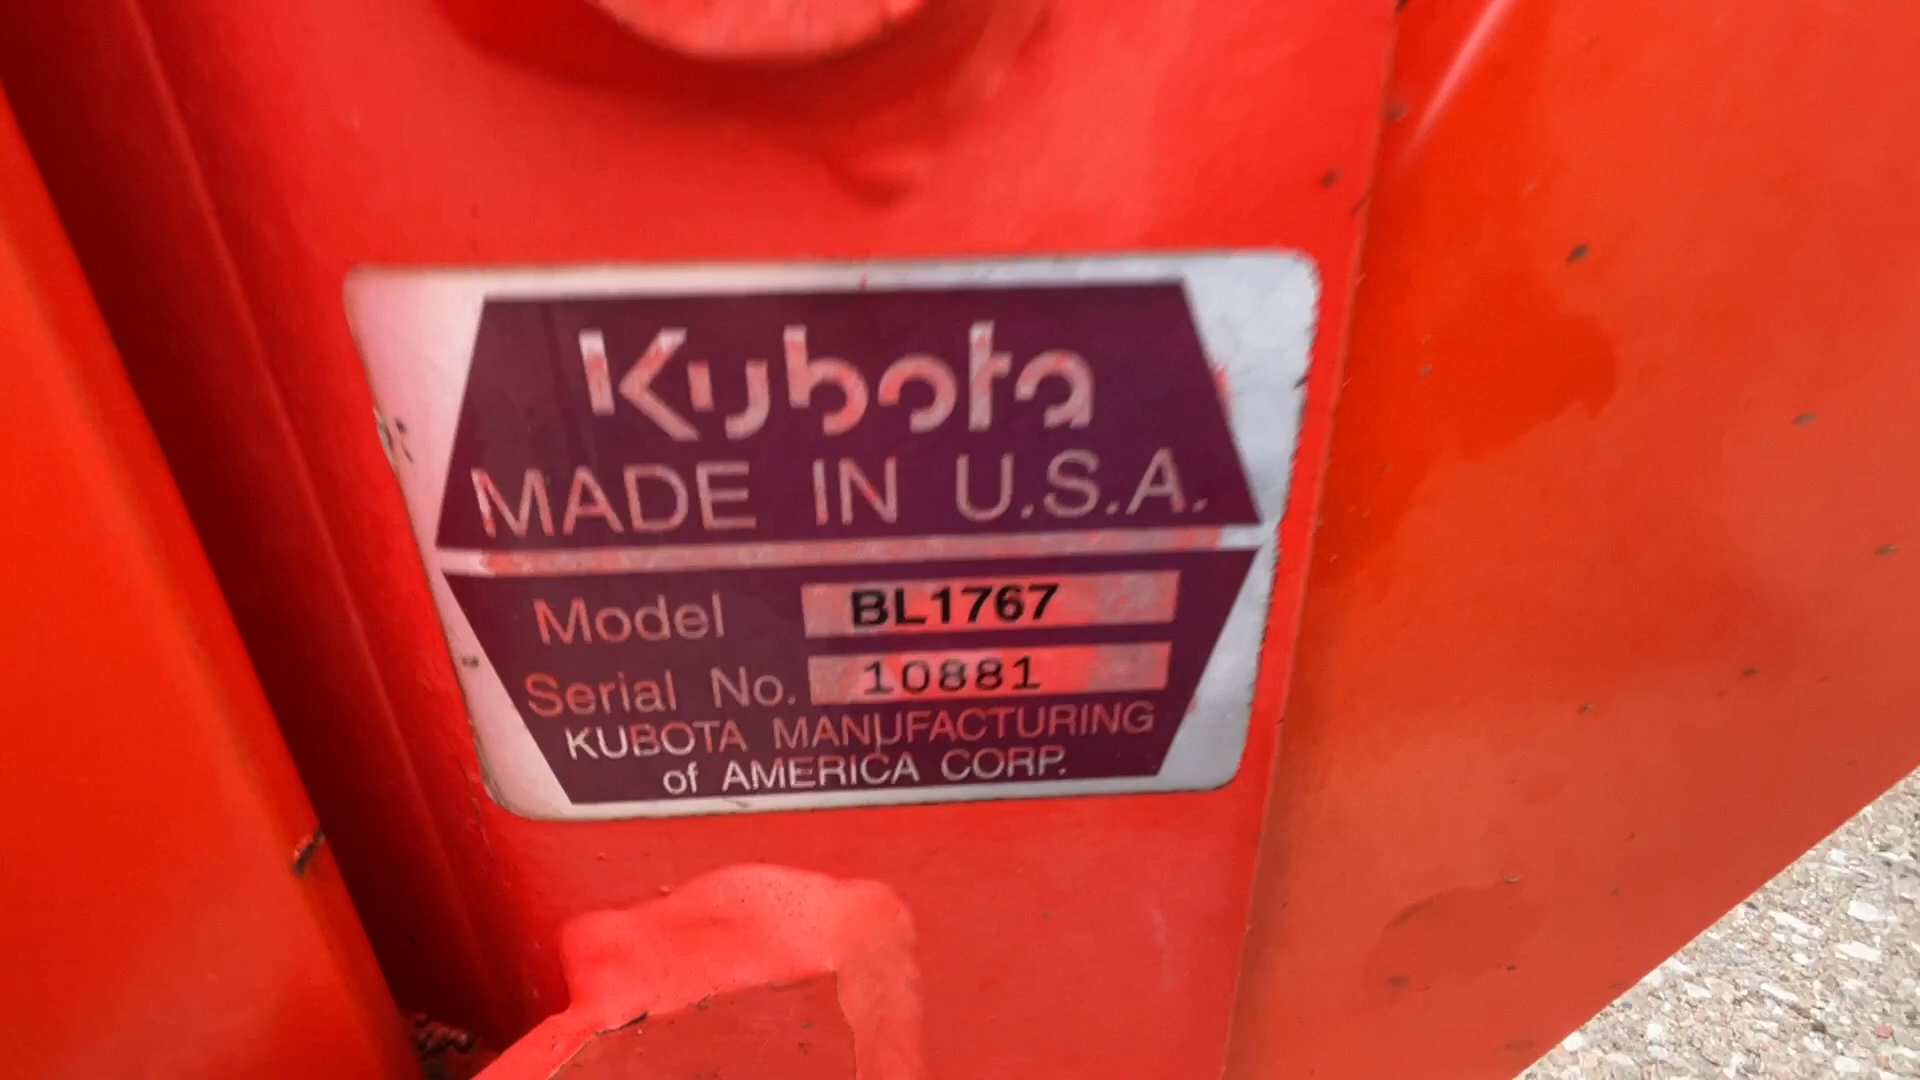 Kubota
MADE IN U.S.A.
Model BL1767
Serial No. 10881
KUBOTA MANUFACTURING
of AMERICA CORP.